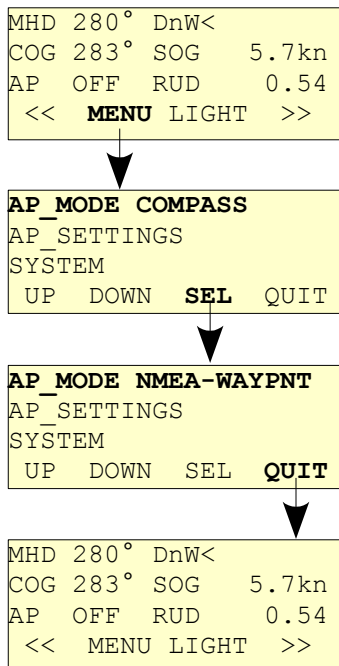 MHD 280° DnW<
COG 283° SOG 5.7kn
AP OFF RUD 0.54
<< MENU LIGHT >>
AP_MODE COMPASS
AP_SETTINGS
SYSTEM
UP DOWN SEL QUIT
AP_MODE NMEA-WAYPNT
AP_SETTINGS
SYSTEM
UP DOWN SEL QUIT
MHD 280° DnW<
COG 283° SOG 5.7kn
AP OFF RUD 0.54
<< MENU LIGHT >>